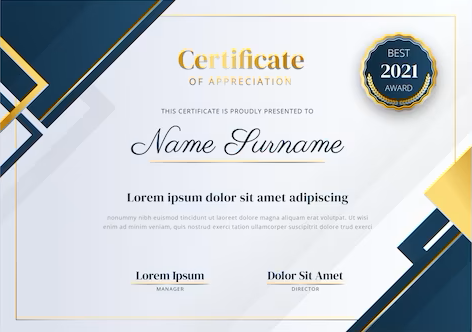 Certificate
OF APPRECIATION
BEST
2021
AWARD
THIS CERTIFICATE IS PROUDLY PRESENTED TO
Name Surname
Lorem ipsum dolor sit amet adipiscing
nonummy nibh euismod tincidunt ut laoreet dolore magna aliquam erat volutpat. Ut wisi
enim ad minim veniam, quis nostrud exerci tation ullamcorper suscipit lobortis nisl ut aliquip exerci
Lorem Ipsum
MANAGER
Dolor Sit Amet
DIRECTOR